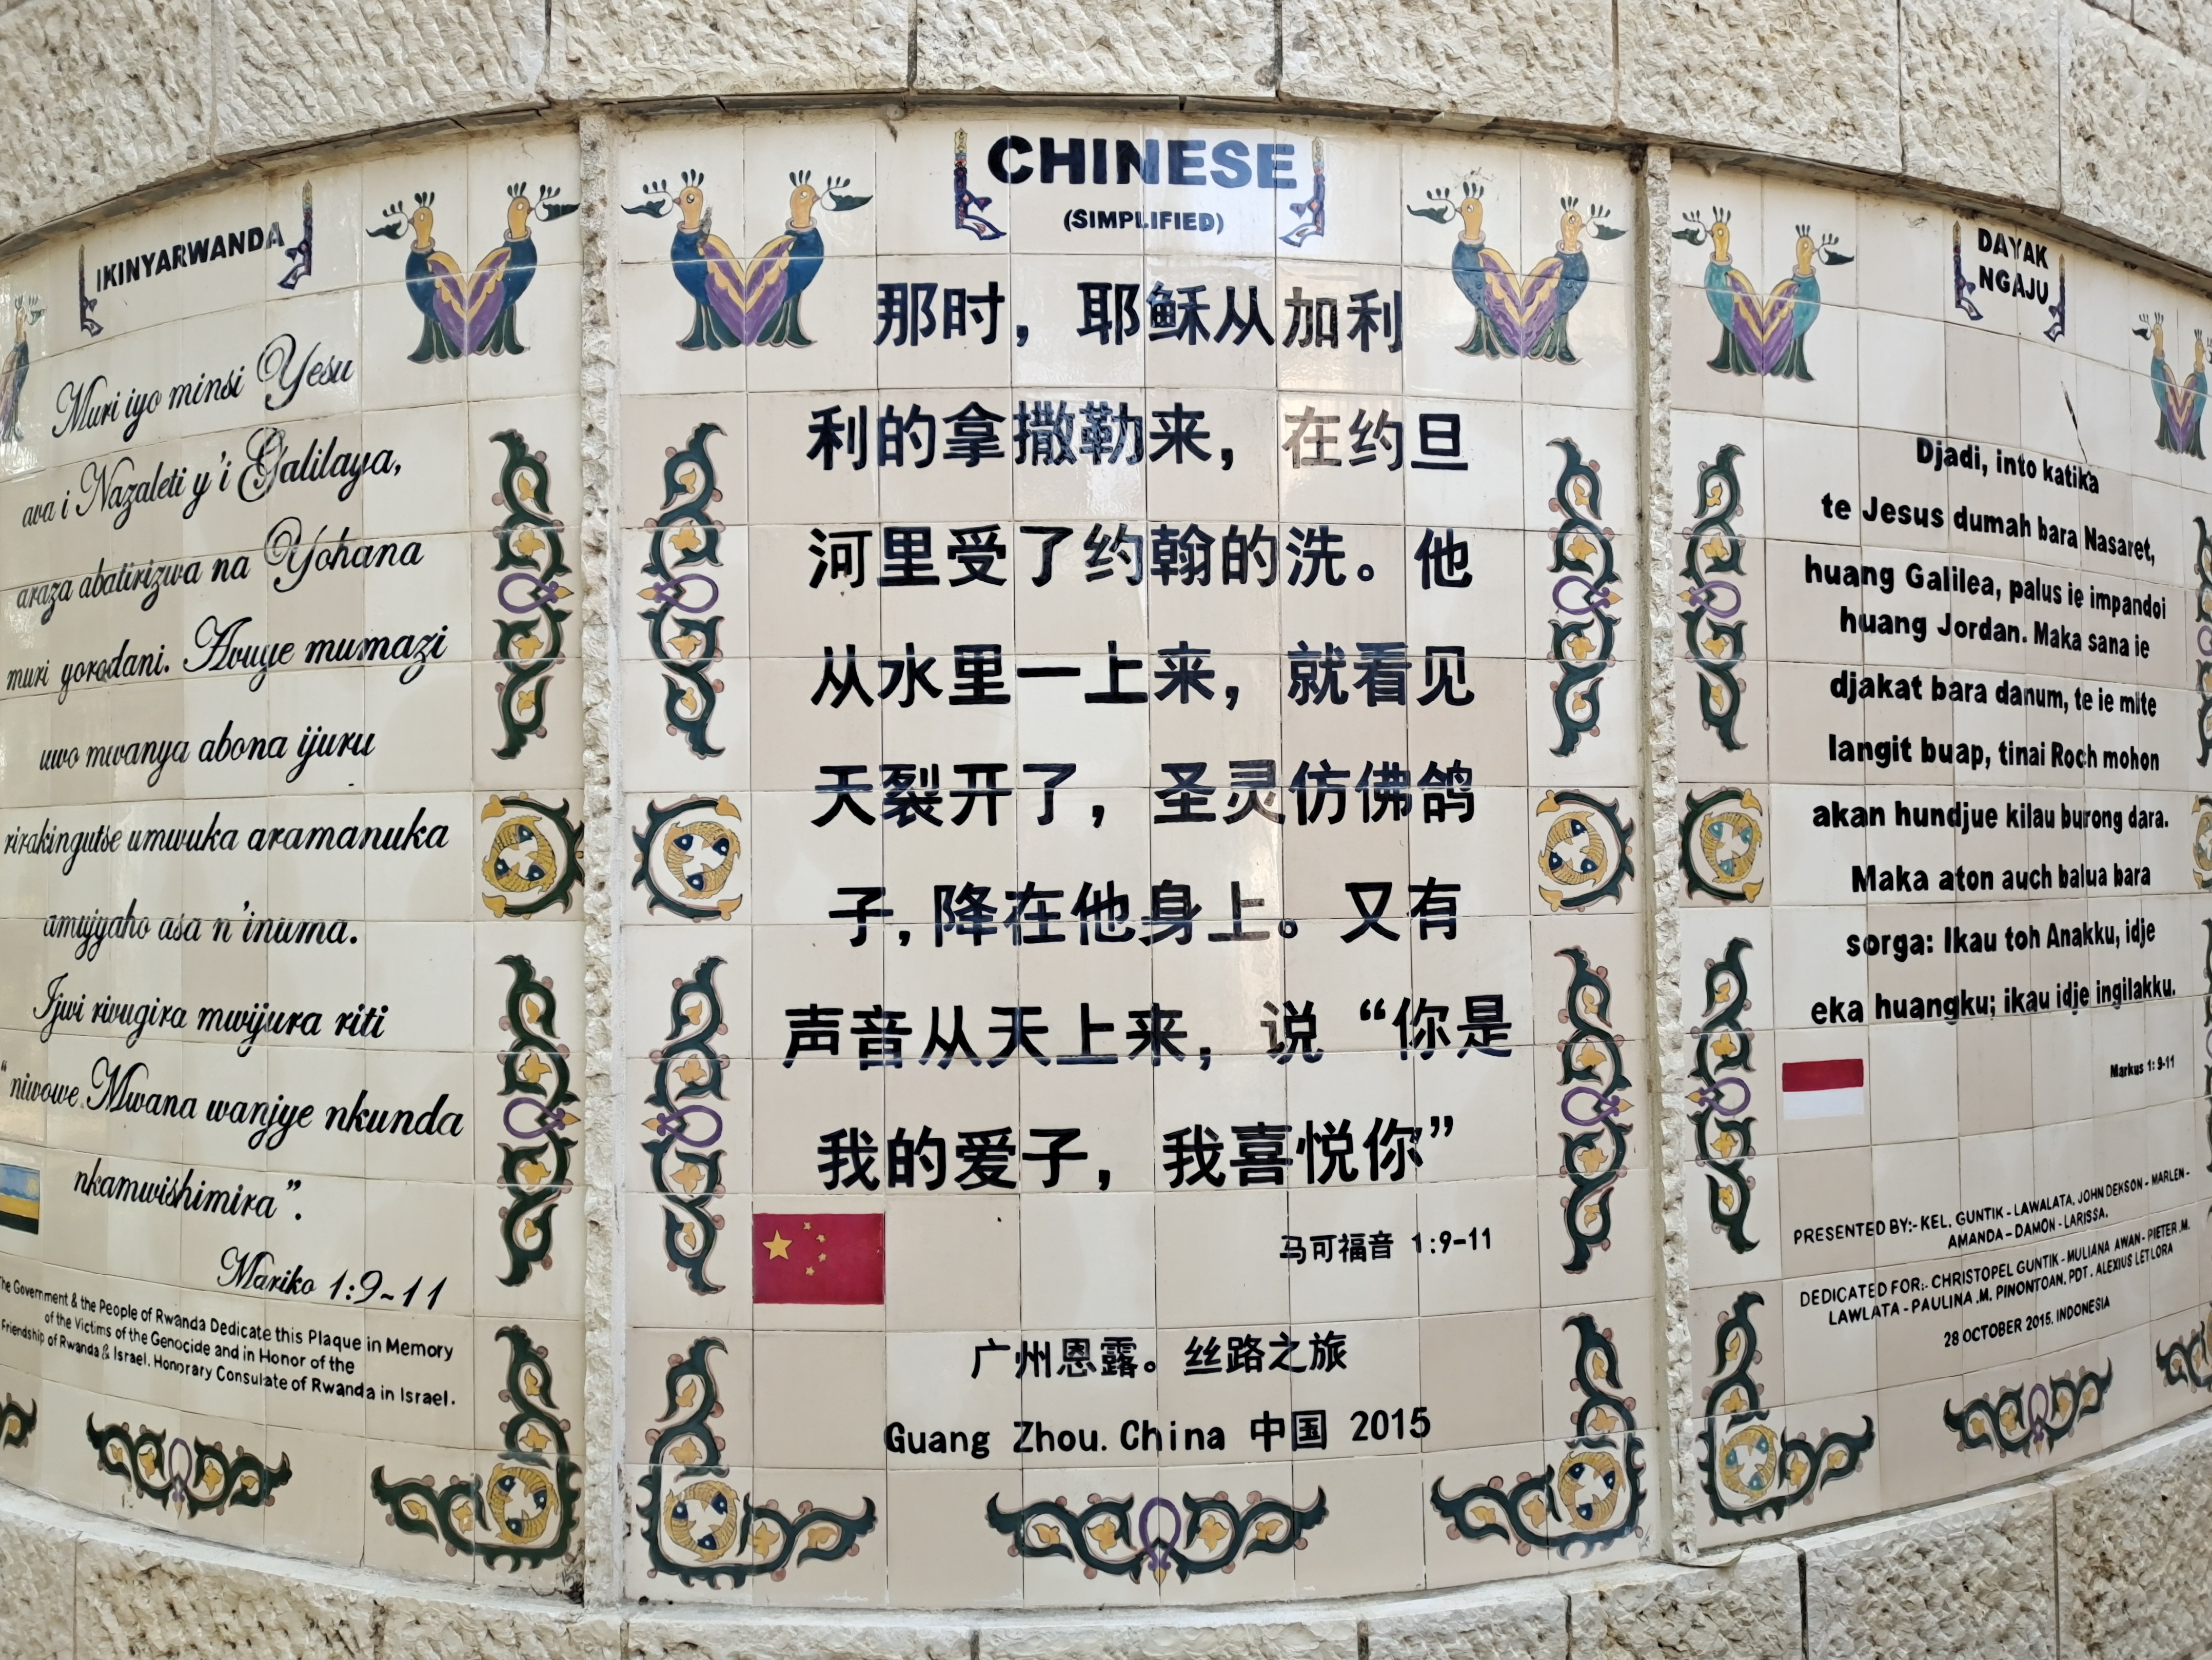 IKINYARWANDA
Muri iyo minsi Yesu
ava i Nazaleti y'i Galilaya,
araza abatirizwa na Yohana
muri yorodani. Avuye mumazi
uwo mwanya abona ijuru
rirakingutse umwuka aramanuka
amujyaho asa n'inuma.
Ijwi rivugira mwijura riti
"niwowe Mwana wanjye nkunda
nkamwishimira".
Mariko 1:9~11
The Government & the People of Rwanda Dedicate this Plaque in Memory
of the Victims of the Genocide and in Honor of the
Friendship of Rwanda & Israel. Honorary Consulate of Rwanda in Israel.
CHINESE
(SIMPLIFIED)
那时，耶稣从加利
利的拿撒勒来，在约旦
河里受了约翰的洗。他
从水里一上来，就看见
天裂开了，圣灵仿佛鸽
子,降在他身上。又有
声音从天上来，说“你是
我的爱子，我喜悦你”
马可福音 1:9-11
广州恩露。丝路之旅
Guang Zhou. China 中国 2015
DAYAK
NGAJU
Djadi, into katika
te Jesus dumah bara Nasaret,
huang Galilea, palus ie impandoi
huang Jordan. Maka sana ie
djakat bara danum, te ie mite
langit buap, tinai Roch mohon
akan hundjue kilau burong dara.
Maka aton auch balua bara
sorga: Ikau toh Anakku, idje
eka huangku; ikau idje ingilakku.
Markus 1: 9-11
PRESENTED BY:- KEL. GUNTIK - LAWALATA. JOHN DEKSON - MARLEN -
AMANDA - DAMON - LARISSA.
DEDICATED FOR:- CHRISTOPEL GUNTIK - MULIANA AWAN - PIETER .M.
LAWLATA - PAULINA .M. PINONTOAN. PDT . ALEXIUS LETLORA
28 OCTOBER 2015. INDONESIA